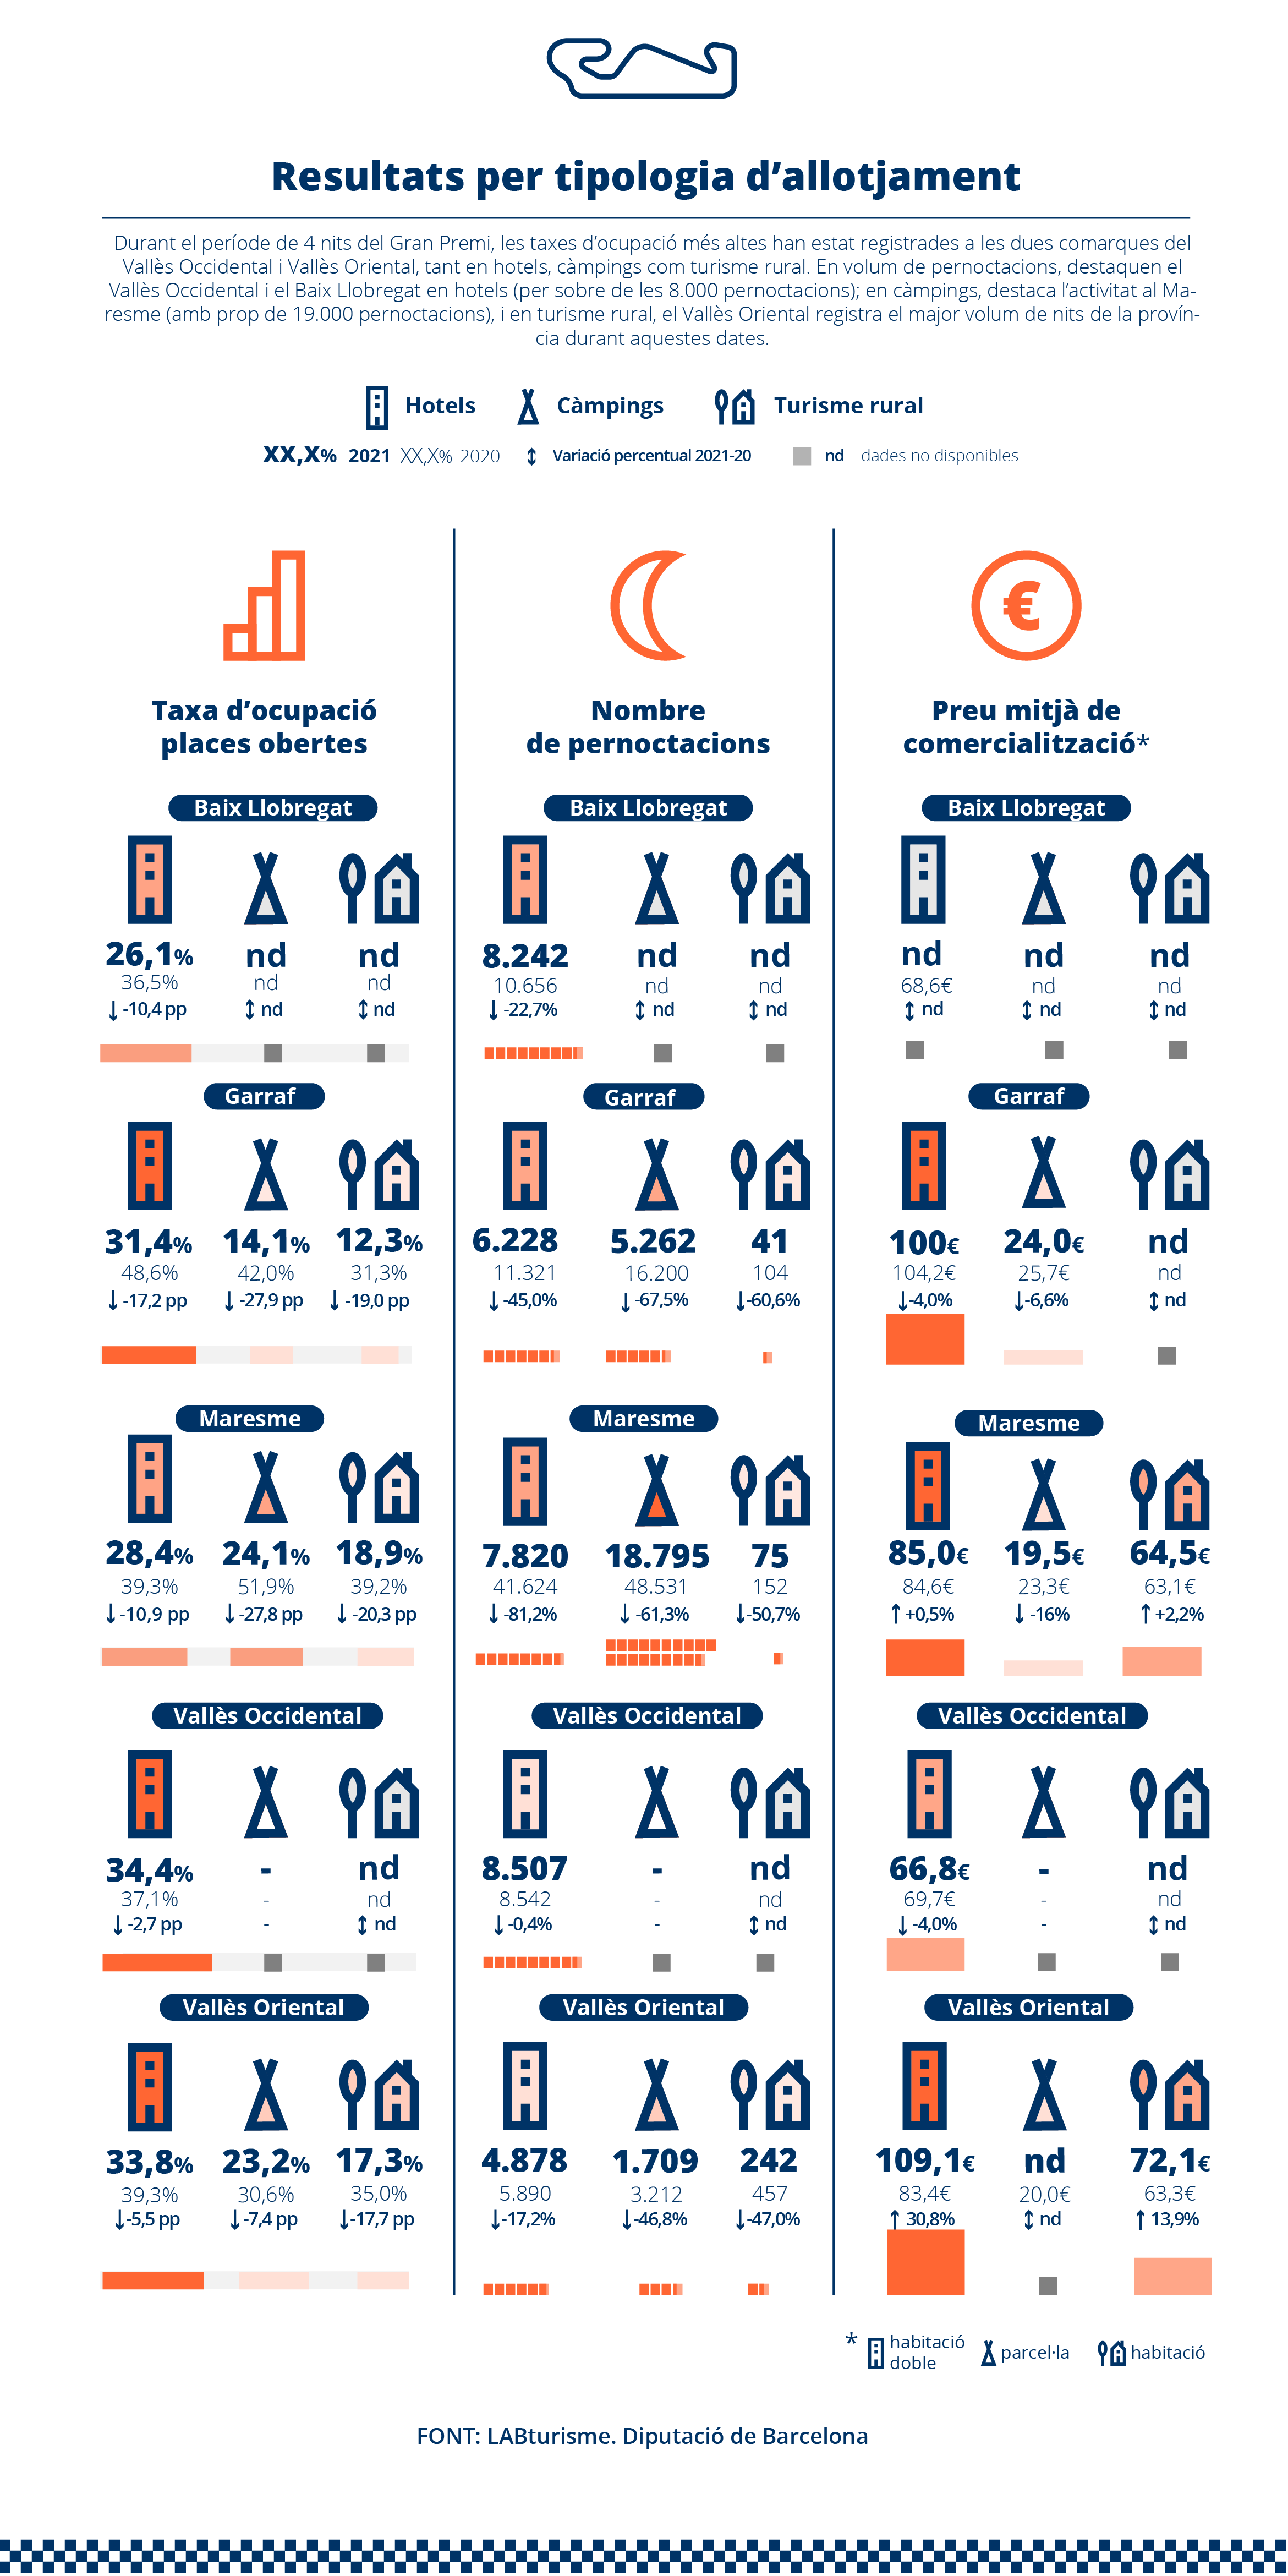 Resultats per tipologia d’allotjament
Durant el període de 4 nits del Gran Premi, les taxes d’ocupació més altes han estat registrades a les dues comarques del
Vallès Occidental i Vallès Oriental, tant en hotels, càmpings com turisme rural. En volum de pernoctacions, destaquen el
Vallès Occidental i el Baix Llobregat en hotels (per sobre de les 8.000 pernoctacions); en càmpings, destaca l’activitat al Ma-
resme (amb prop de 19.000 pernoctacions), i en turisme rural, el Vallès Oriental registra el major volum de nits de la provín-
cia durant aquestes dates.
Hotels Càmpings Turisme rural
XX,X% 2021 XX,X% 2020 ↕ Variació percentual 2021-20 nd dades no disponibles
€
Taxa d’ocupació
places obertes
Baix Llobregat
26,1% nd nd
36,5% nd nd
↓ -10,4 pp ↕ nd ↕ nd
Garraf
31,4% 14,1% 12,3%
48,6% 42,0% 31,3%
↓ -17,2 pp ↓ -27,9 pp ↓ -19,0 pp
Maresme
28,4% 24,1% 18,9%
39,3% 51,9% 39,2%
↓ -10,9 pp ↓ -27,8 pp ↓ -20,3 pp
Vallès Occidental
34,4% - nd
37,1% - nd
↓ -2,7 pp - ↕ nd
Vallès Oriental
33,8% 23,2% 17,3%
39,3% 30,6% 35,0%
↓ -5,5 pp ↓ -7,4 pp ↓ -17,7 pp
Nombre
de pernoctacions
Baix Llobregat
8.242 nd nd
10.656 nd nd
↓ -22,7% ↕ nd ↕ nd
Garraf
6.228 5.262 41
11.321 16.200 104
↓ -45,0% ↓ -67,5% ↓ -60,6%
Maresme
7.820 18.795 75
41.624 48.531 152
↓ -81,2% ↓ -61,3% ↓ -50,7%
Vallès Occidental
8.507 - nd
8.542 - nd
↓ -0,4% - ↕ nd
Vallès Oriental
4.878 1.709 242
5.890 3.212 457
↓ -17,2% ↓ -46,8% ↓ -47,0%
Preu mitjà de
comercialització*
Baix Llobregat
nd nd nd
68,6€ nd nd
↕ nd ↕ nd ↕ nd
Garraf
100€ 24,0€ nd
104,2€ 25,7€ nd
↓ -4,0% ↓ -6,6% ↕ nd
Maresme
85,0€ 19,5€ 64,5€
84,6€ 23,3€ 63,1€
↑ +0,5% ↓ -16% ↑ +2,2%
Vallès Occidental
66,8€ - nd
69,7€ - nd
↓ -4,0% - ↕ nd
Vallès Oriental
109,1€ nd 72,1€
83,4€ 20,0€ 63,3€
↑ 30,8% ↕ nd ↑ 13,9%
* habitació
doble
parcel·la
habitació
FONT: LABturisme. Diputació de Barcelona